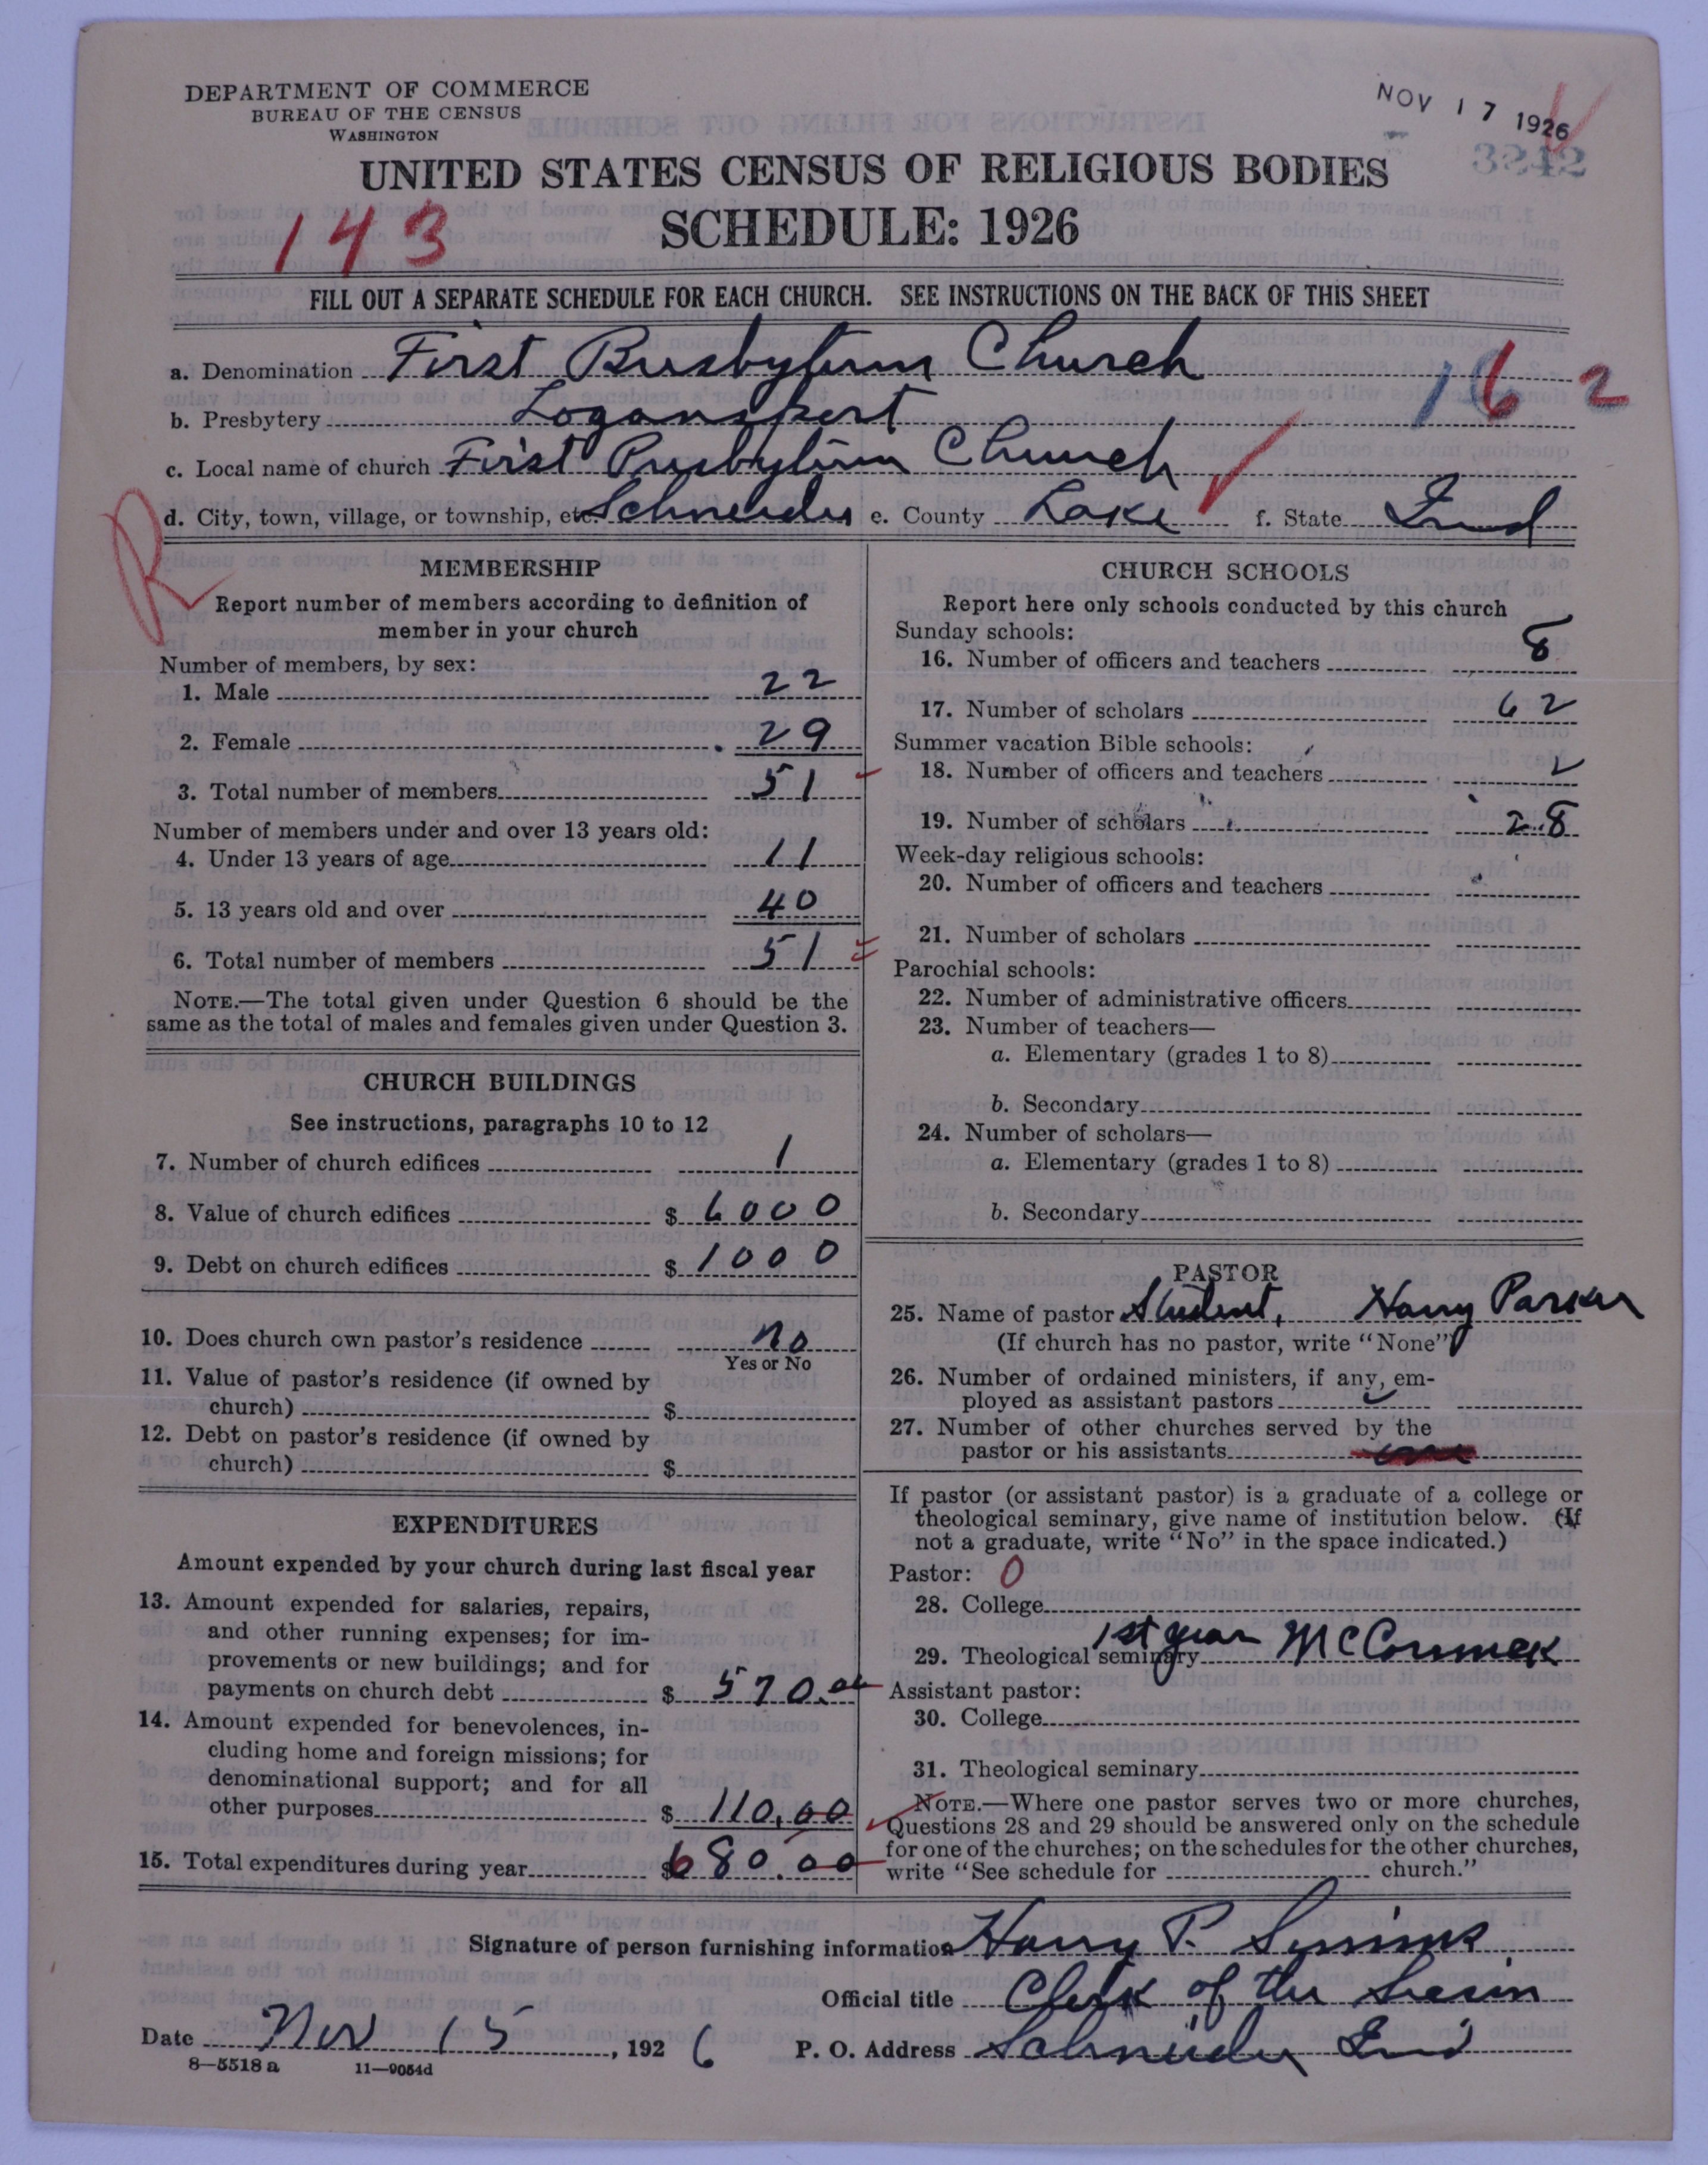 DEPARTMENT OF COMMERCE
BUREAU OF THE CENSUS
WASHINGTON
NOV 17 1926
3242
UNITED STATES CENSUS OF RELIGIOUS BODIES
SCHEDULE: 1926
143
FILL OUT A SEPARATE SCHEDULE FOR EACH CHURCH. SEE INSTRUCTIONS ON THE BACK OF THIS SHEET
a. Denomination First Presbyterian Church
162
b. Presbytery Logansport
c. Local name of church First Presbyterian Church
d. City, town, village, or township, etc. Schneider e. County Lake f. State Ind
R
MEMBERSHIP
Report number of members according to definition of
member in your church
Number of members, by sex:
1. Male 22
2. Female 29
3. Total number of members 51
Number of members under and over 13 years old:
4. Under 13 years of age 11
5. 13 years old and over 40
6. Total number of members 51
NOTE.—The total given under Question 6 should be the
same as the total of males and females given under Question 3.
CHURCH BUILDINGS
See instructions, paragraphs 10 to 12
7. Number of church edifices 1
8. Value of church edifices $ 6000
9. Debt on church edifices $ 1000
10. Does church own pastor's residence no
Yes or No
11. Value of pastor's residence (if owned by
church) $
12. Debt on pastor's residence (if owned by
church) $
EXPENDITURES
Amount expended by your church during last fiscal year
13. Amount expended for salaries, repairs,
and other running expenses; for im-
provements or new buildings; and for
payments on church debt $ 570.00
14. Amount expended for benevolences, in-
cluding home and foreign missions; for
denominational support; and for all
other purposes $ 110.00
15. Total expenditures during year $ 680.00
CHURCH SCHOOLS
Report here only schools conducted by this church
Sunday schools:
16. Number of officers and teachers 8
17. Number of scholars 62
Summer vacation Bible schools:
18. Number of officers and teachers 2
19. Number of scholars 28
Week-day religious schools:
20. Number of officers and teachers
21. Number of scholars
Parochial schools:
22. Number of administrative officers
23. Number of teachers—
a. Elementary (grades 1 to 8)
b. Secondary
24. Number of scholars—
a. Elementary (grades 1 to 8)
b. Secondary
PASTOR
25. Name of pastor Student, Harry Parker
(If church has no pastor, write "None")
26. Number of ordained ministers, if any, em-
ployed as assistant pastors
27. Number of other churches served by the
pastor or his assistants
If pastor (or assistant pastor) is a graduate of a college or
theological seminary, give name of institution below. (If
not a graduate, write "No" in the space indicated.)
Pastor: 0
28. College
29. Theological seminary 1st year McCormick
Assistant pastor:
30. College
31. Theological seminary
NOTE.—Where one pastor serves two or more churches,
Questions 28 and 29 should be answered only on the schedule
for one of the churches; on the schedules for the other churches,
write "See schedule for church."
Signature of person furnishing information Harry P.
Official title Clerk of the Session
Date Nov 15, 1926 P. O. Address Schneider Ind
8—5518 a 11—9054d